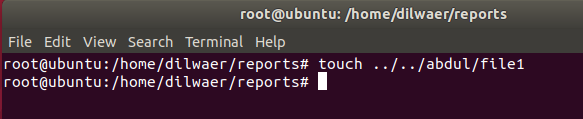 root@ubuntu: /home/dilwaer/reports
File Edit View Search Terminal Help
root@ubuntu:/home/dilwaer/reports# touch ../../abdul/file1
root@ubuntu:/home/dilwaer/reports#